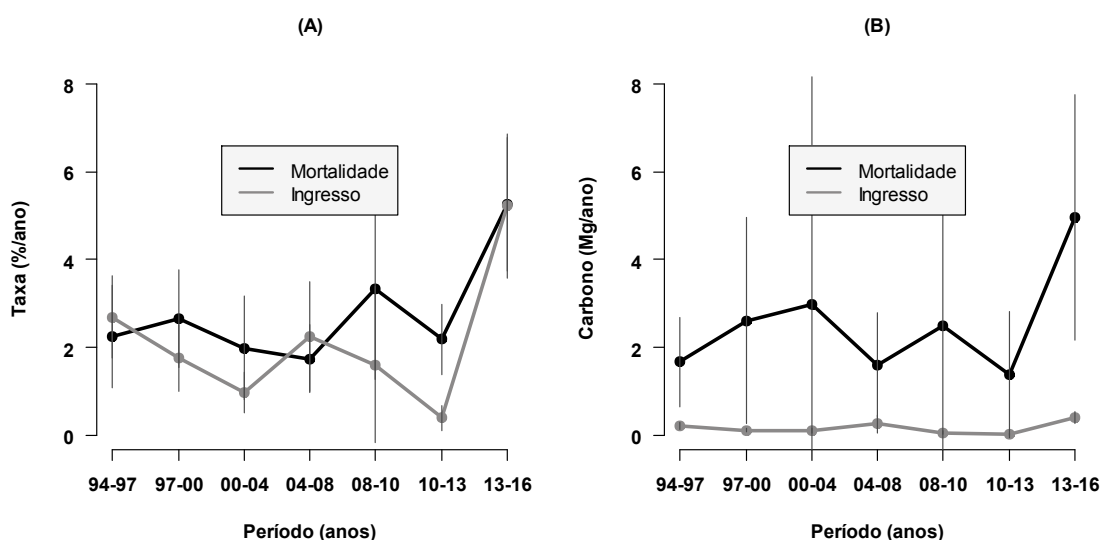 (A)
Taxa (%/ano)
8
6
4
2
0
Mortalidade
Ingresso
94-97 97-00 00-04 04-08 08-10 10-13 13-16
Período (anos)
(B)
Carbono (Mg/ano)
8
6
4
2
0
Mortalidade
Ingresso
94-97 97-00 00-04 04-08 08-10 10-13 13-16
Período (anos)